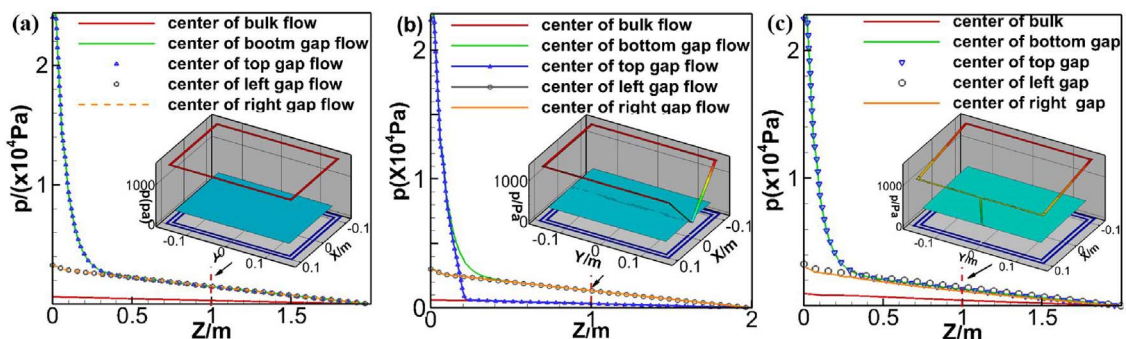 (a)
center of bulk flow
center of bootm gap flow
center of top gap flow
center of left gap flow
center of right gap flow
p/(x10⁴Pa)
2
1
0
0
0.5
1
1.5
Z/m
1000
p(pa)
0
-0.1
0
0.1
Y
0.1
0
-0.1
X/m
(b)
center of bulk flow
center of bottom gap flow
center of top gap flow
center of left gap flow
center of right gap flow
p(X10⁴Pa)
2
1
0
0
1
2
Z/m
1000
p/Pa
0
-0.1
0
0.1
Y/m
0.1
0
-0.1
X/m
(c)
center of bulk
center of bottom gap
center of top gap
center of left gap
center of right gap
p(x10⁴Pa)
2
1
0
0
0.5
1
1.5
Z/m
1000
p/Pa
0
-0.1
0
0.1
Y/m
0.1
0
-0.1
X/m